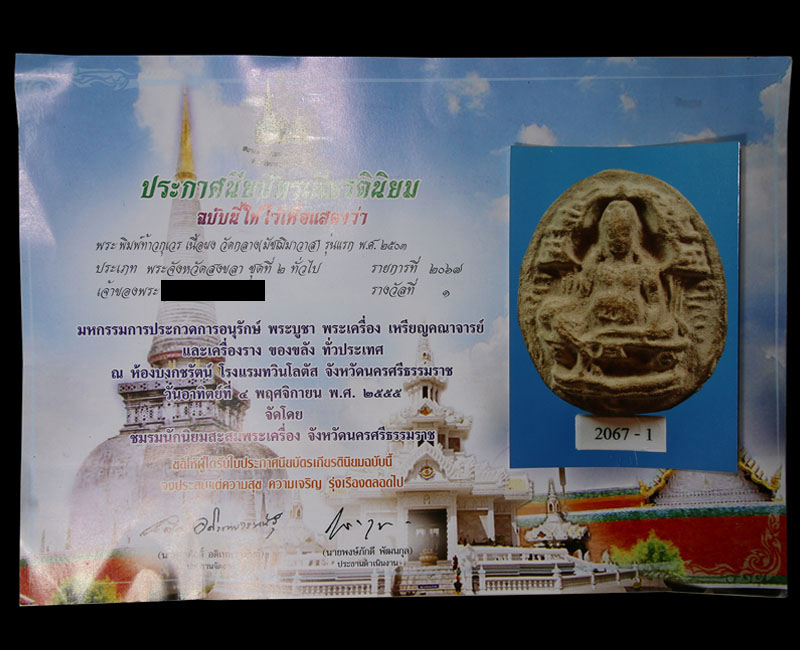 ประกาศนียบัตรเกียรตินิยม
ฉบับนี้ให้ไว้เพื่อแสดงว่า
พระ พิมพ์ท้าวกุเวร เนื้อผง วัดกลาง(มัชฌิมาวาส) รุ่นแรก พ.ศ. ๒๕๐๓
ประเภท พระจังหวัดสงขลา ชุดที่ ๒ ทั่วไป รายการที่ ๒๐๖๗
เจ้าของพระ รางวัลที่ ๑
มหกรรมการประกวดการอนุรักษ์ พระบูชา พระเครื่อง เหรียญคณาจารย์
และเครื่องราง ของขลัง ทั่วประเทศ
ณ ห้องบงกชรัตน์ โรงแรมทวินโลตัส จังหวัดนครศรีธรรมราช
วันอาทิตย์ที่ ๔ พฤศจิกายน พ.ศ. ๒๕๕๕
จัดโดย
ชมรมนักนิยมสะสมพระเครื่อง จังหวัดนครศรีธรรมราช
ขอให้ผู้ได้รับใบประกาศนียบัตรเกียรตินิยมฉบับนี้
จงประสบแต่ความสุข ความเจริญ รุ่งเรืองตลอดไป
(นายพงษ์ภักดี พัฒนกุล)
ประธานดำเนินงาน
2067 - 1